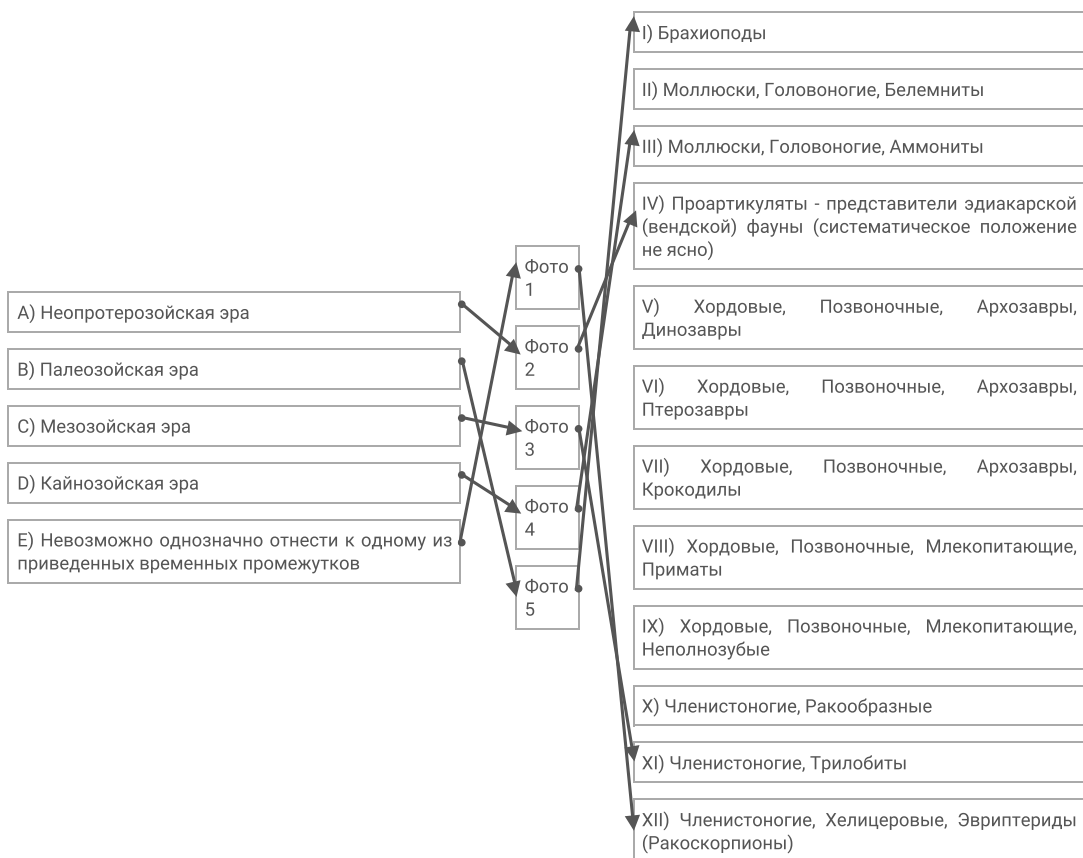 A) Неопротерозойская эра
B) Палеозойская эра
C) Мезозойская эра
D) Кайнозойская эра
E) Невозможно однозначно отнести к одному из
приведенных временных промежутков
Фото
1
Фото
2
Фото
3
Фото
4
Фото
5
I) Брахиоподы
II) Моллюски, Головоногие, Белемниты
III) Моллюски, Головоногие, Аммониты
IV) Проартикуляты - представители эдиакарской
(вендской) фауны (систематическое положение
не ясно)
V) Хордовые, Позвоночные, Архозавры,
Динозавры
VI) Хордовые, Позвоночные, Архозавры,
Птерозавры
VII) Хордовые, Позвоночные, Архозавры,
Крокодилы
VIII) Хордовые, Позвоночные, Млекопитающие,
Приматы
IX) Хордовые, Позвоночные, Млекопитающие,
Неполнозубые
X) Членистоногие, Ракообразные
XI) Членистоногие, Трилобиты
XII) Членистоногие, Хелицеровые, Эвриптериды
(Ракоскорпионы)